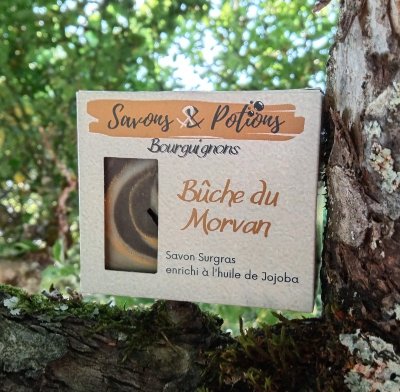 Savons & Potions
Bourguignons
Bûche du
Morvan
Savon Surgras
enrichi à l'huile de Jojoba